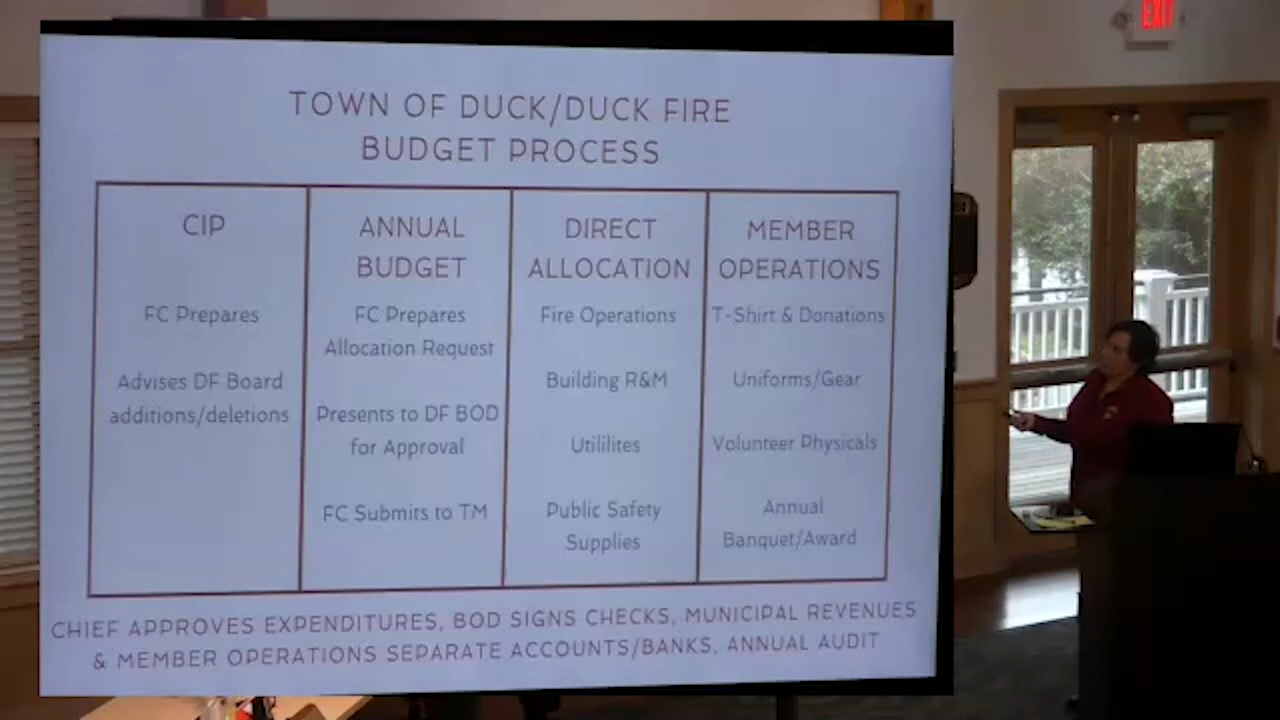 EXIT
TOWN OF DUCK/DUCK FIRE
BUDGET PROCESS
CIP
FC Prepares
Advises DF Board
additions/deletions
ANNUAL
BUDGET
FC Prepares
Allocation Request
Presents to DF BOD
for Approval
FC Submits to TM
DIRECT
ALLOCATION
Fire Operations
Building R&M
Utililites
Public Safety
Supplies
MEMBER
OPERATIONS
T-Shirt & Donations
Uniforms/Gear
Volunteer Physicals
Annual
Banquet/Award
CHIEF APPROVES EXPENDITURES, BOD SIGNS CHECKS, MUNICIPAL REVENUES
& MEMBER OPERATIONS SEPARATE ACCOUNTS/BANKS, ANNUAL AUDIT